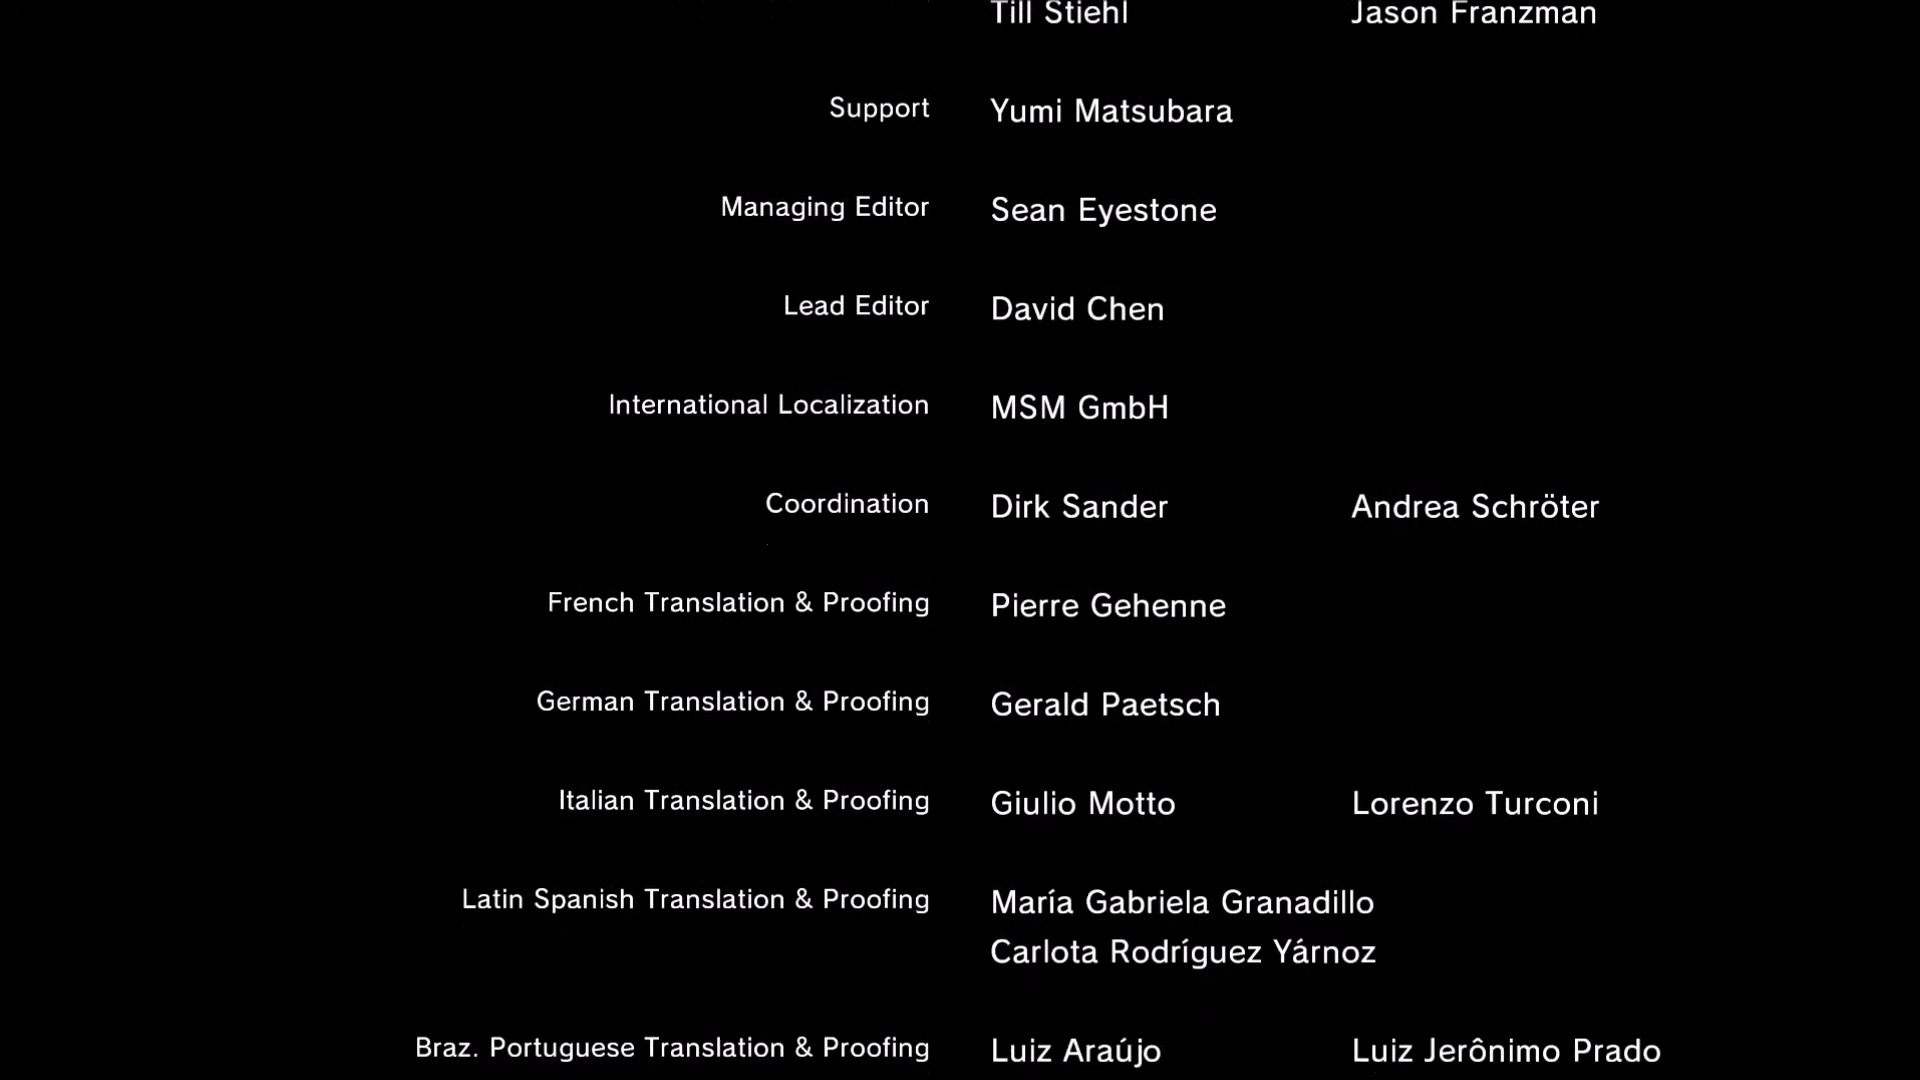 Till Stiehl Jason Franzman
Support Yumi Matsubara
Managing Editor Sean Eyestone
Lead Editor David Chen
International Localization MSM GmbH
Coordination Dirk Sander Andrea Schröter
French Translation & Proofing Pierre Gehenne
German Translation & Proofing Gerald Paetsch
Italian Translation & Proofing Giulio Motto Lorenzo Turconi
Latin Spanish Translation & Proofing María Gabriela Granadillo
Carlota Rodríguez Yárnoz
Braz. Portuguese Translation & Proofing Luiz Araújo Luiz Jerônimo Prado